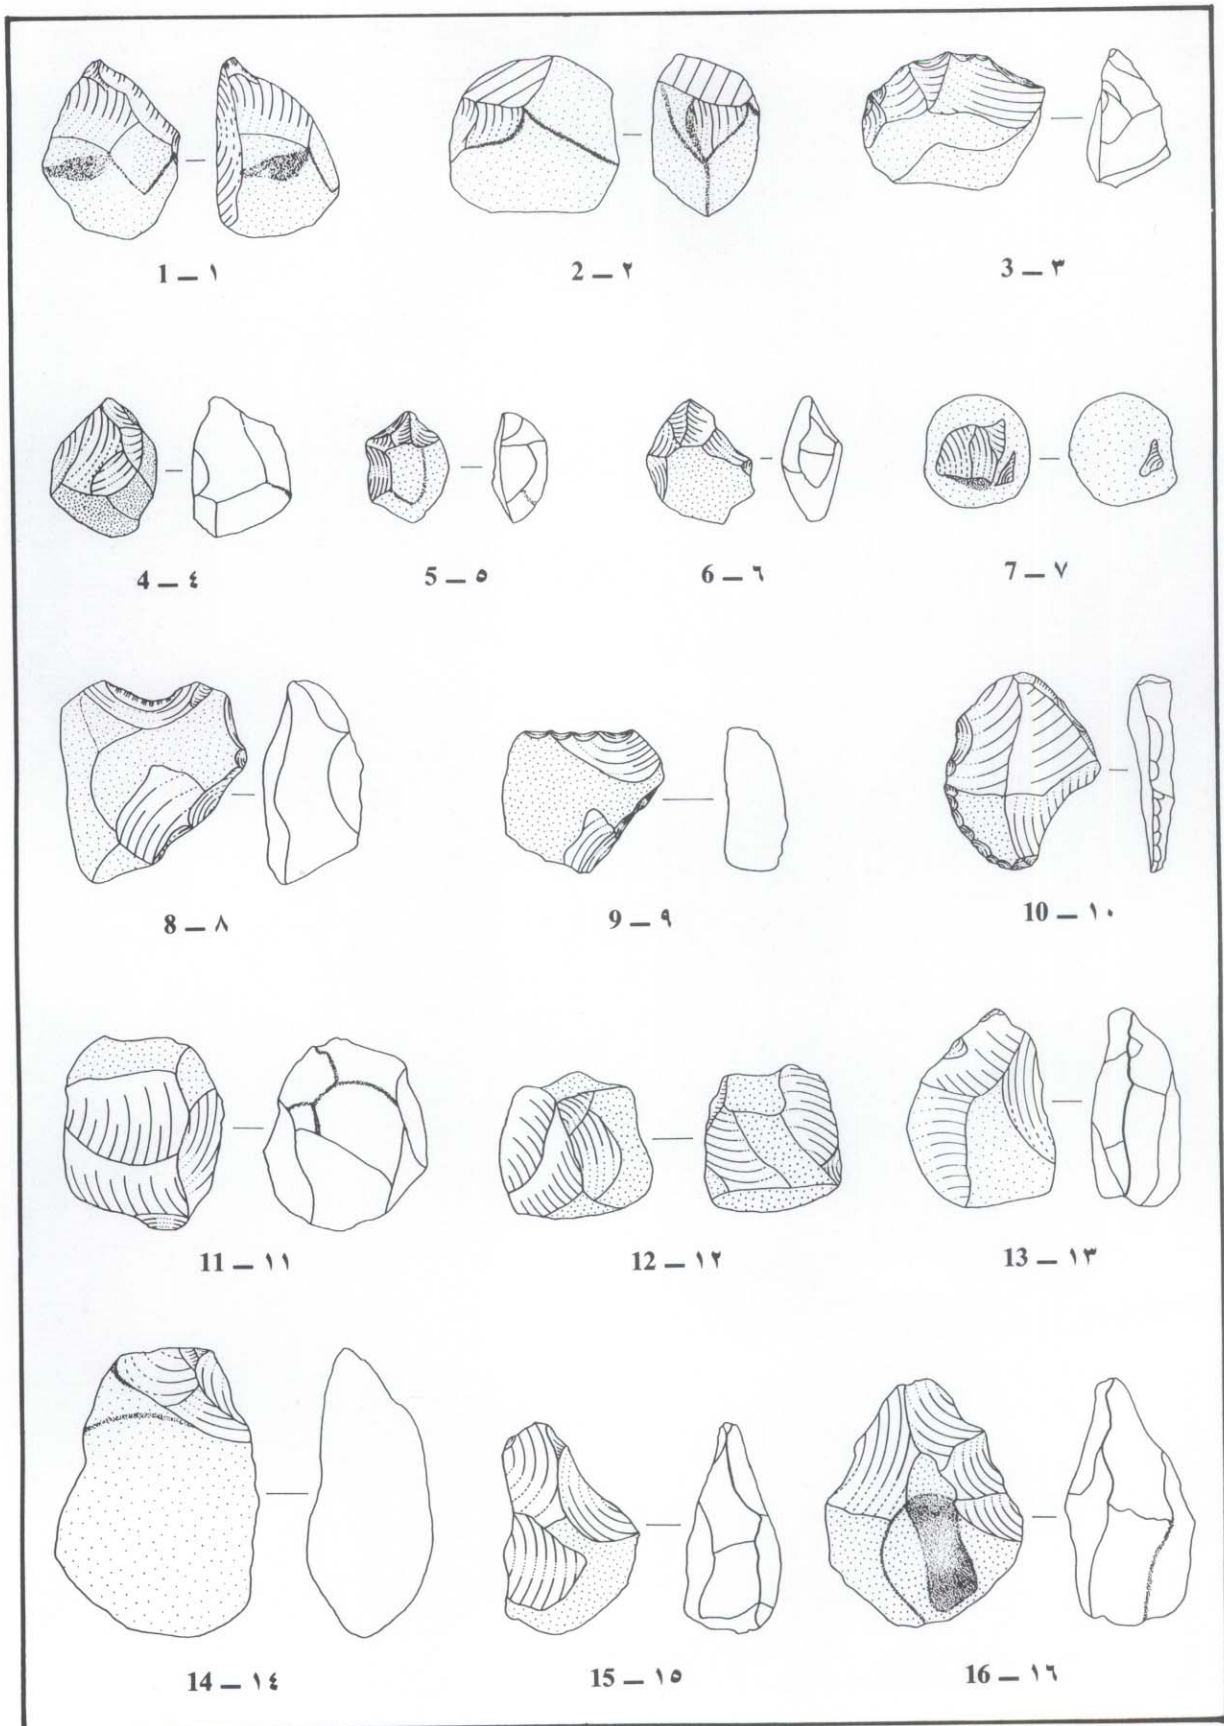 1 — ١
2 — ٢
3 — ٣
4 — ٤
5 — ٥
6 — ٦
7 — ٧
8 — ٨
9 — ٩
10 — ١٠
11 — ١١
12 — ١٢
13 — ١٣
14 — ١٤
15 — ١٥
16 — ١٦